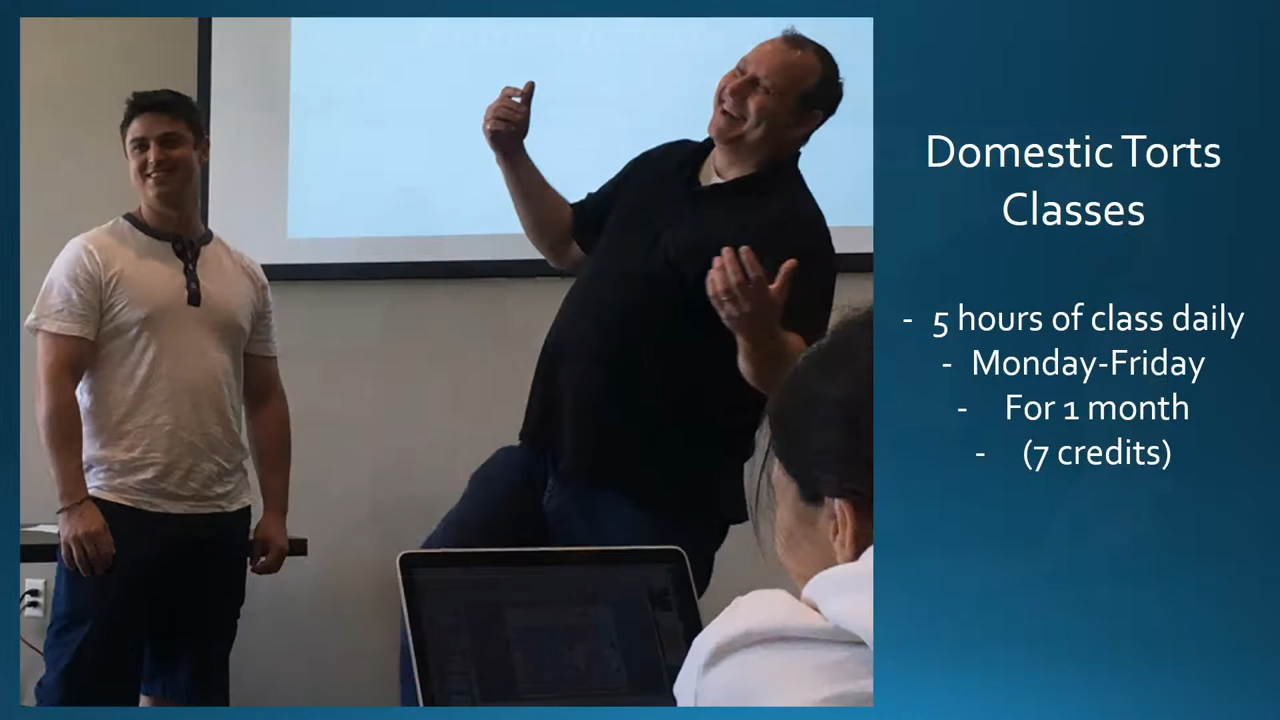 Domestic Torts
Classes
- 5 hours of class daily
- Monday-Friday
- For 1 month
- (7 credits)